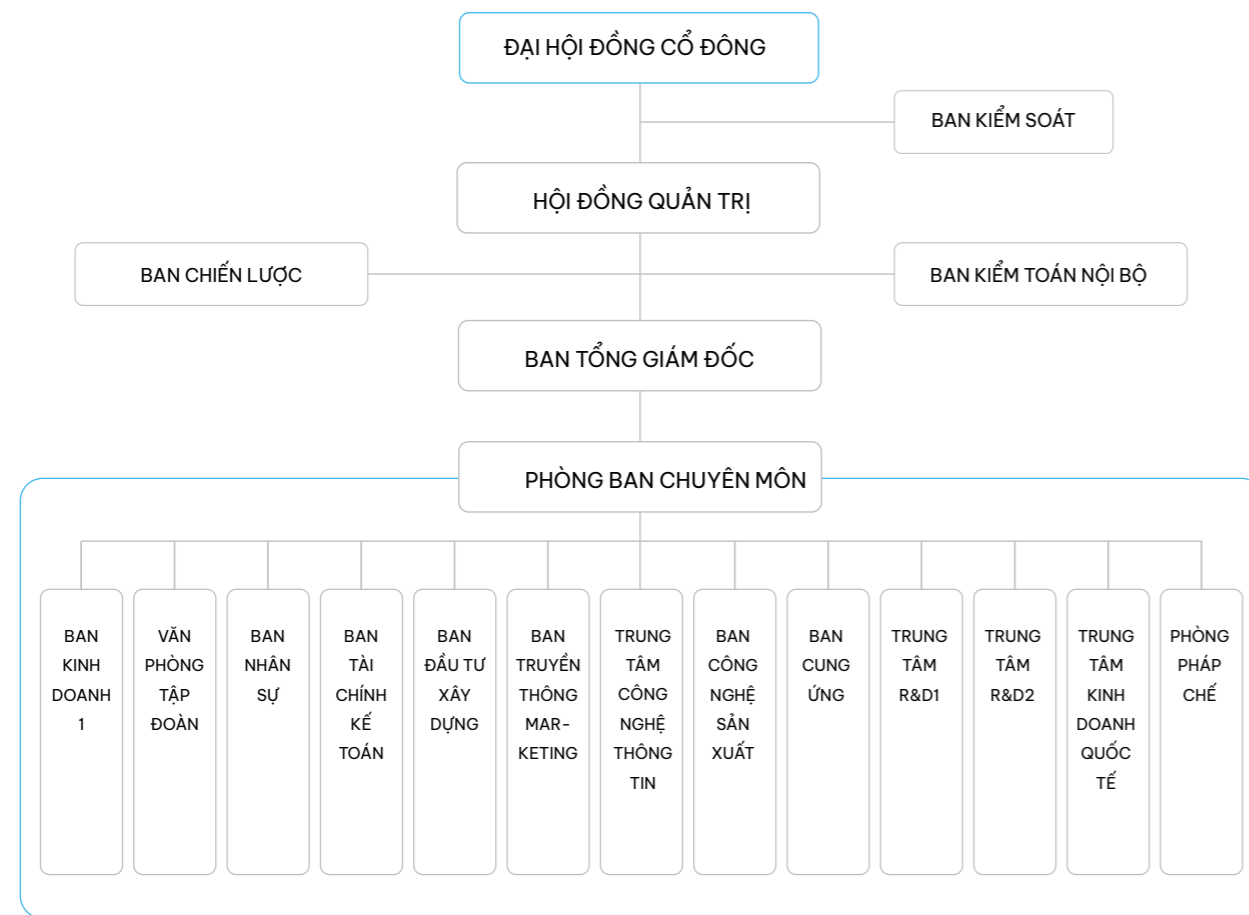 ĐẠI HỘI ĐỒNG CỔ ĐÔNG
BAN KIỂM SOÁT
HỘI ĐỒNG QUẢN TRỊ
BAN CHIẾN LƯỢC
BAN KIỂM TOÁN NỘI BỘ
BAN TỔNG GIÁM ĐỐC
PHÒNG BAN CHUYÊN MÔN
BAN
KINH
DOANH
1
VĂN
PHÒNG
TẬP
ĐOÀN
BAN
NHÂN
SỰ
BAN
TÀI
CHÍNH
KẾ
TOÁN
BAN
ĐẦU TƯ
XÂY
DỰNG
BAN
TRUYỀN
THÔNG
MAR-
KETING
TRUNG
TÂM
CÔNG
NGHỆ
THÔNG
TIN
BAN
CÔNG
NGHỆ
SẢN
XUẤT
BAN
CUNG
ỨNG
TRUNG
TÂM
R&D1
TRUNG
TÂM
R&D2
TRUNG
TÂM
KINH
DOANH
QUỐC
TẾ
PHÒNG
PHÁP
CHẾ